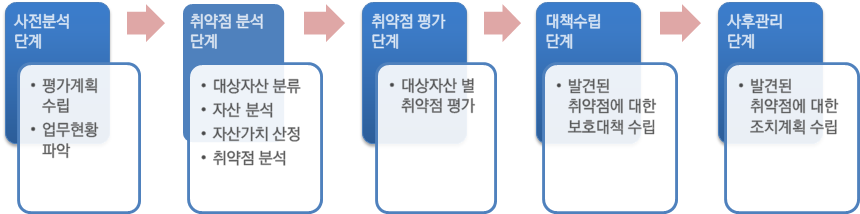 사전분석
단계
• 평가계획
수립
• 업무현황
파악
취약점 분석
단계
• 대상자산 분류
• 자산 분석
• 자산가치 산정
• 취약점 분석
취약점 평가
단계
• 대상자산 별
취약점 평가
대책수립
단계
• 발견된
취약점에 대한
보호대책 수립
사후관리
단계
• 발견된
취약점에 대한
조치계획 수립